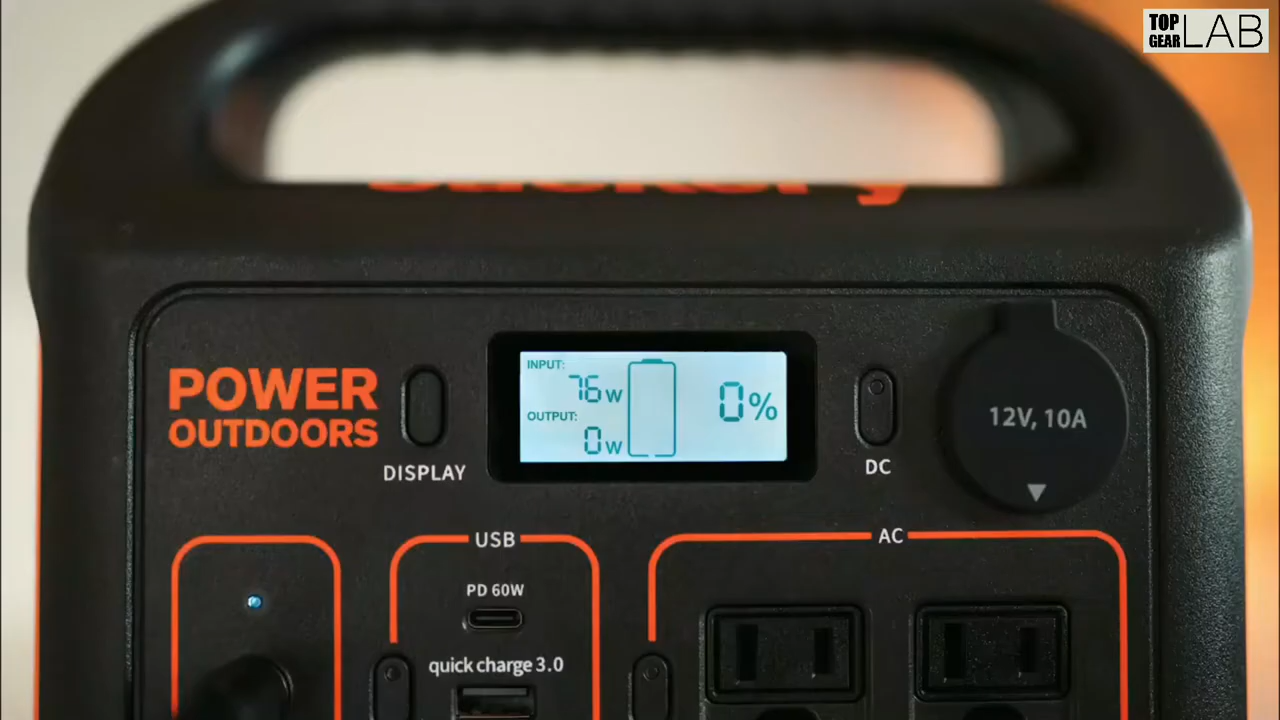 TOP GEAR LAB
Jackery
POWER
OUTDOORS
DISPLAY
INPUT:
76W
OUTPUT:
0W
0%
DC
12V, 10A
USB
AC
PD 60W
quick charge 3.0